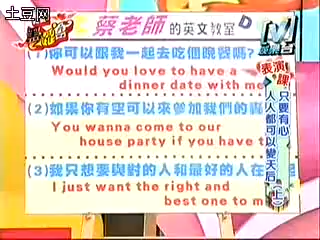 土豆网
蔡老師 的英文教室
(1)你可以跟我一起去吃個晚餐嗎?
Would you love to have a
dinner date with me
(2)如果你有空可以來參加我們的
You wanna come to our
house party if you have t
(3)我只想要與對的人和最好的人在
I just want the right and
best one to m
娛樂台
表演課
只要有心
人人都可以變天后(上)